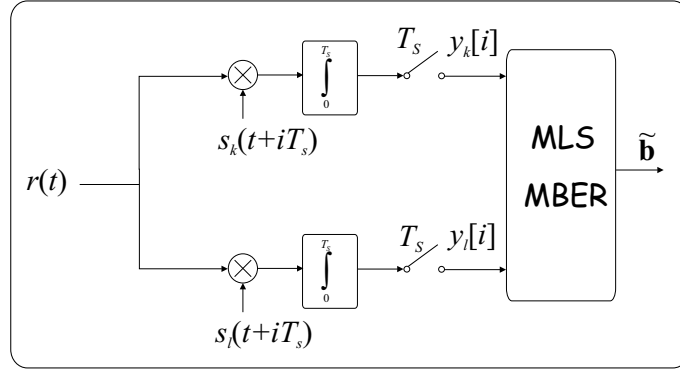 T_s
∫
0
T_S
y_k[i]
s_k(t+iT_s)
MLS
MBER
b̃
r(t)
T_s
∫
0
T_S
y_l[i]
s_l(t+iT_s)